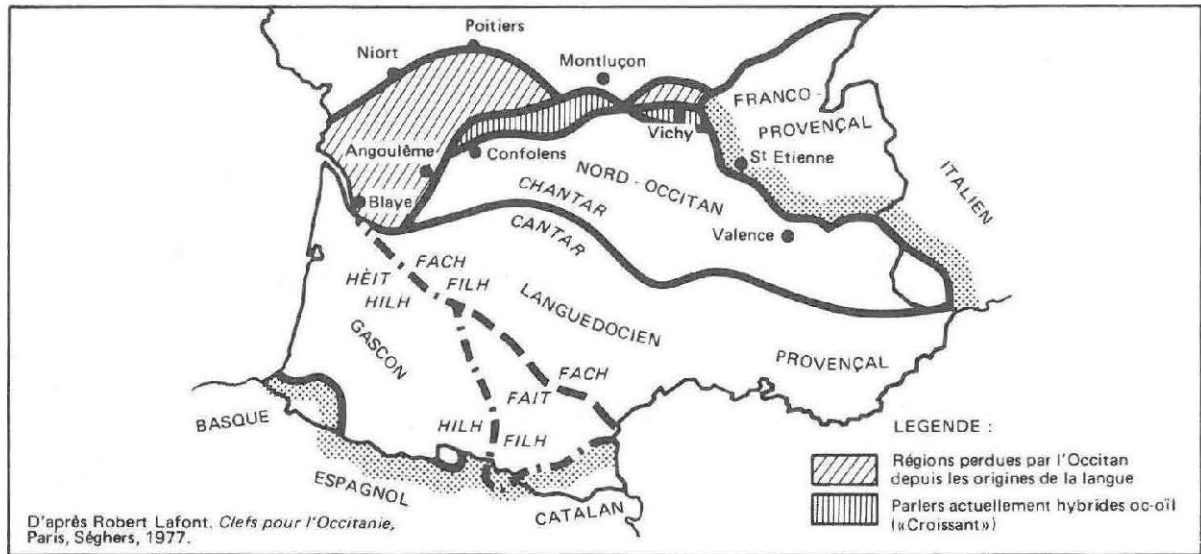 Poitiers
Niort
Montluçon
FRANCO-
PROVENÇAL
Vichy
Angoulême
Confolens
St Etienne
NORD-OCCITAN
ITALIEN
Blaye
CHANTAR
CANTAR
Valence
FACH
HÈIT
FILH
HILH
LANGUEDOCIEN
GASCON
PROVENÇAL
FACH
FAIT
BASQUE
HILH
FILH
ESPAGNOL
CATALAN
LEGENDE :
Régions perdues par l'Occitan
depuis les origines de la langue
Parlers actuellement hybrides oc-oïl
(«Croissant»)
D'après Robert Lafont. Clefs pour l'Occitanie,
Paris, Séghers, 1977.